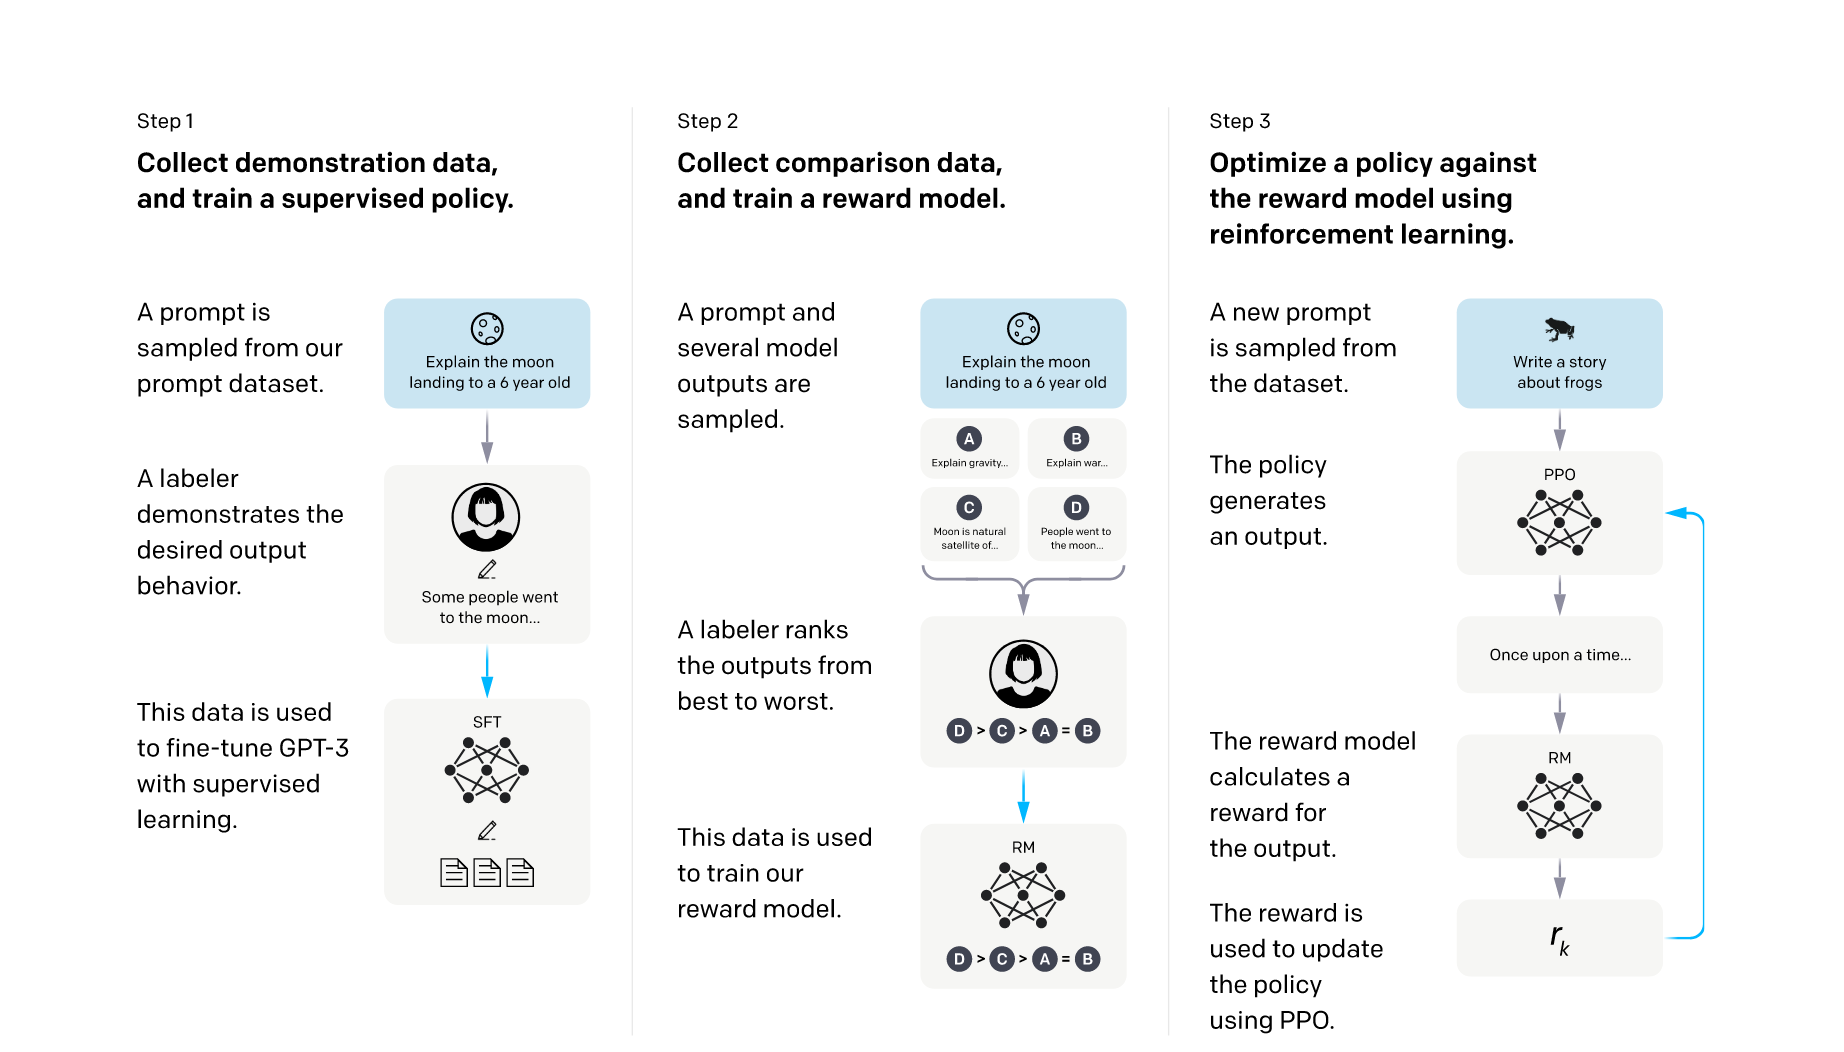 Step 1
Collect demonstration data,
and train a supervised policy.
A prompt is
sampled from our
prompt dataset.
Explain the moon
landing to a 6 year old
A labeler
demonstrates the
desired output
behavior.
Some people went
to the moon...
This data is used
to fine-tune GPT-3
with supervised
learning.
SFT
Step 2
Collect comparison data,
and train a reward model.
A prompt and
several model
outputs are
sampled.
Explain the moon
landing to a 6 year old
A
Explain gravity...
B
Explain war...
C
Moon is natural
satellite of...
D
People went to
the moon...
A labeler ranks
the outputs from
best to worst.
D > C > A = B
This data is used
to train our
reward model.
RM
D > C > A = B
Step 3
Optimize a policy against
the reward model using
reinforcement learning.
A new prompt
is sampled from
the dataset.
Write a story
about frogs
The policy
generates
an output.
PPO
Once upon a time...
The reward model
calculates a
reward for
the output.
RM
The reward is
used to update
the policy
using PPO.
r_k